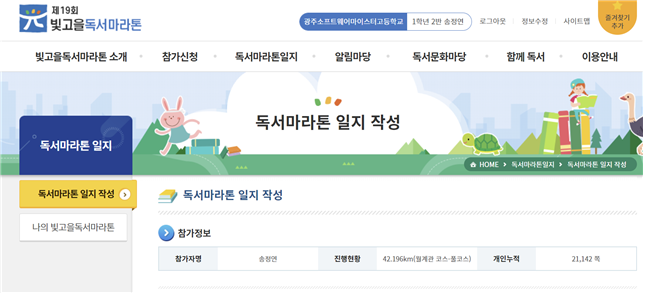 제19회
빛고을독서마라톤
광주소프트웨어마이스터고등학교 1학년 2반 송정연 로그아웃 정보수정 사이트맵
즐겨찾기
추가
빛고을독서마라톤 소개 참가신청 독서마라톤일지 알림마당 독서문화마당 함께 독서 이용안내
독서마라톤 일지 작성
독서마라톤 일지
HOME > 독서마라톤일지 > 독서마라톤 일지 작성
독서마라톤 일지 작성
나의 빛고을독서마라톤
독서마라톤 일지 작성
참가정보
참가자명 송정연 진행현황 42.196km(월계관 코스-풀코스) 개인누적 21,142 쪽